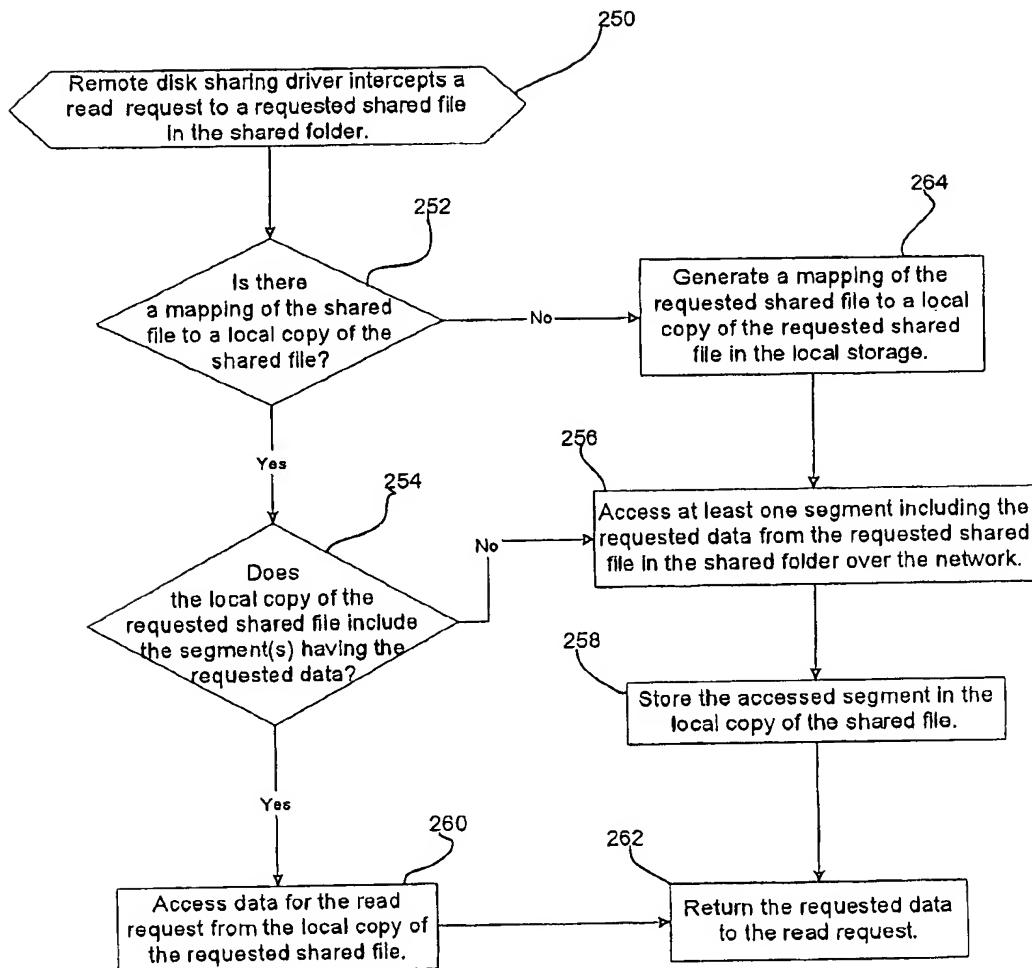 250
Remote disk sharing driver intercepts a
read request to a requested shared file
in the shared folder.
252
Is there
a mapping of the shared
file to a local copy of the
shared file?
No
264
Generate a mapping of the
requested shared file to a local
copy of the requested shared
file in the local storage.
Yes
254
Does
the local copy of the
requested shared file include
the segment(s) having the
requested data?
No
256
Access at least one segment including the
requested data from the requested shared
file in the shared folder over the network.
258
Store the accessed segment in the
local copy of the shared file.
Yes
260
Access data for the read
request from the local copy of
the requested shared file.
262
Return the requested data
to the read request.